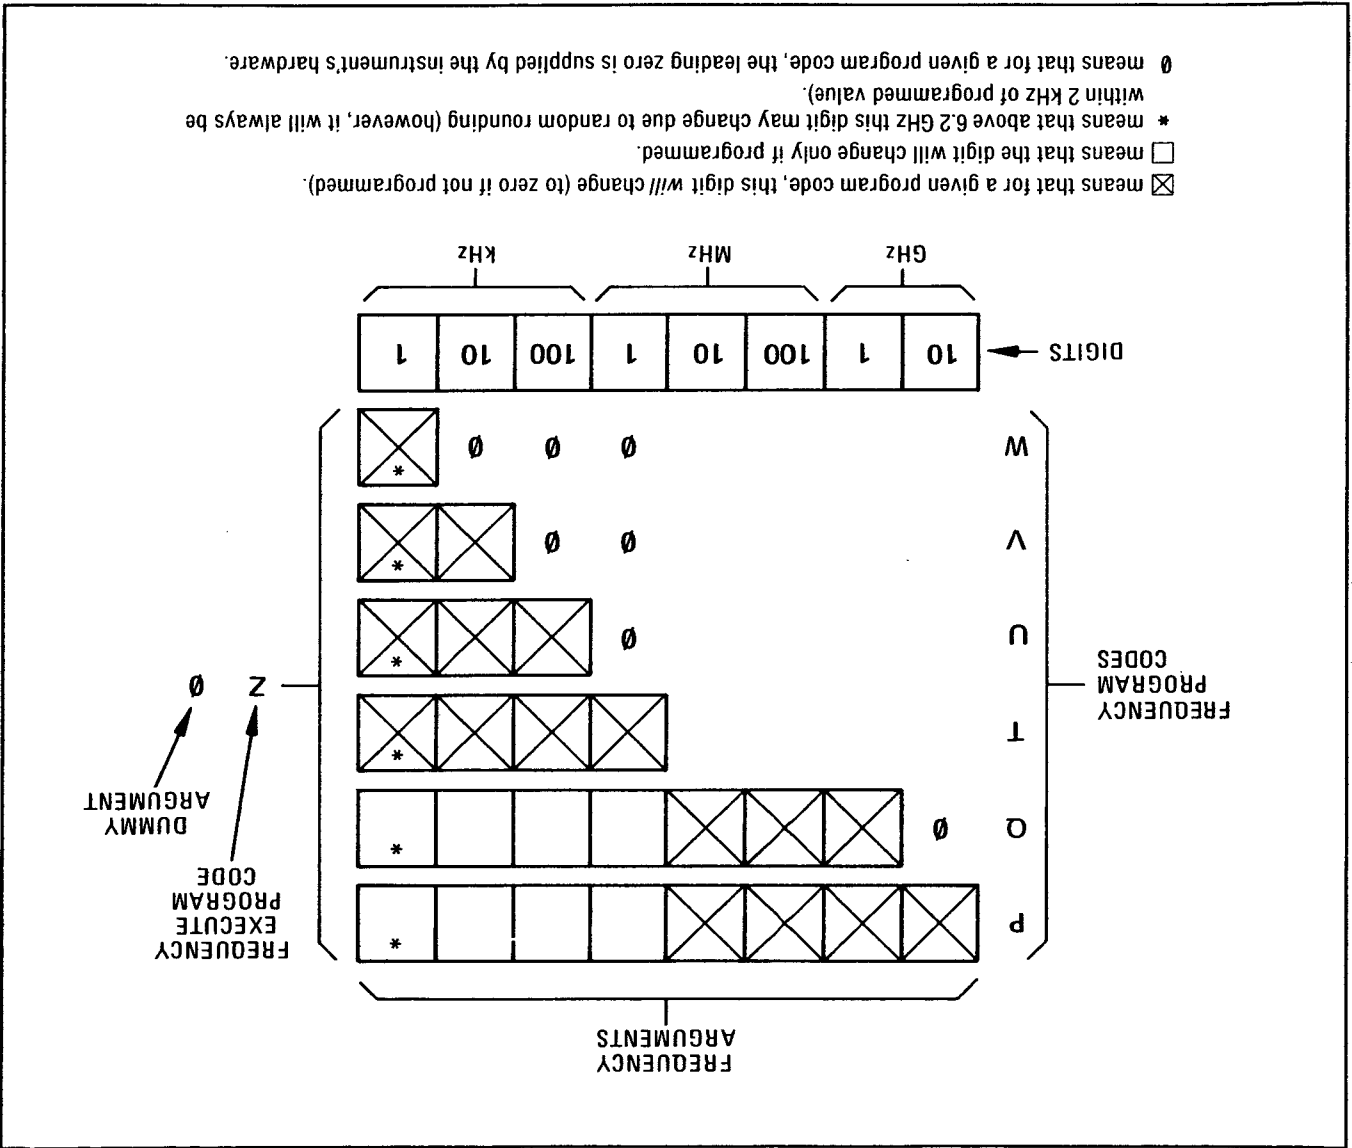 FREQUENCY
ARGUMENTS
FREQUENCY
EXECUTE
PROGRAM
CODE
DUMMY
ARGUMENT
FREQUENCY
PROGRAM
CODES
Z Ø
P *
Q Ø *
T *
U Ø *
V Ø Ø *
W Ø Ø Ø *
DIGITS 10 1 100 10 1 100 10 1
GHz MHz kHz
☒ means that for a given program code, this digit will change (to zero if not programmed).
☐ means that the digit will change only if programmed.
* means that above 6.2 GHz this digit may change due to random rounding (however, it will always be
within 2 kHz of programmed value).
Ø means that for a given program code, the leading zero is supplied by the instrument's hardware.